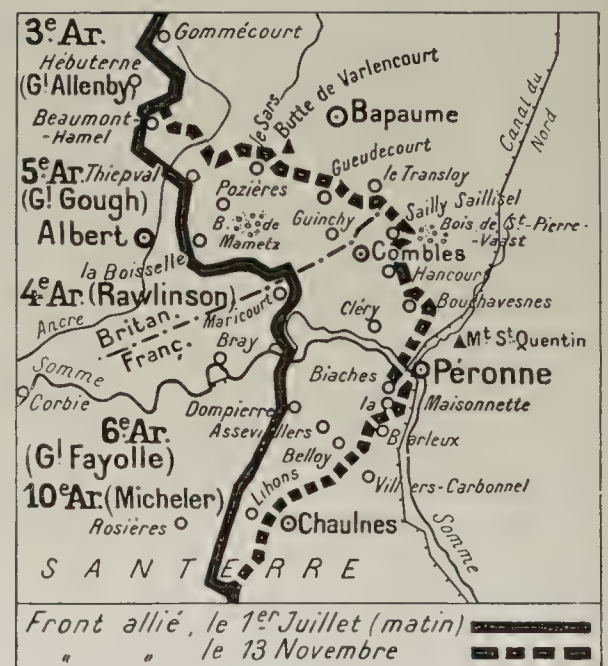 3e Ar.
Gommécourt
Hébuterne
(Gl Allenby)
Beaumont-
-Hamel
le Sars
Butte de Varlencourt
Bapaume
Canal du
Nord
5e Ar.
Thiepval
(Gl Gough)
Pozières
Gueudecourt
le Transloy
Guinchy
Sailly Saillisel
Bois de St-Pierre-
-Vaast
B. de
Mametz
Albert
la Boisselle
Combles
Hancourt
4e Ar. (Rawlinson)
Maricourt
Cléry
Bouchavesnes
Ancre
Britan.
Franç.
Bray
Mt St Quentin
Somme
Corbie
Biaches
Péronne
Dompierre
la Maisonnette
6e Ar.
(Gl Fayolle)
Assevillers
Belloy
Barleux
10e Ar. (Micheler)
Lihons
Villers-Carbonnel
Rosières
Chaulnes
Somme
SANTERRE
Front allié, le 1er Juillet (matin)
" " le 13 Novembre